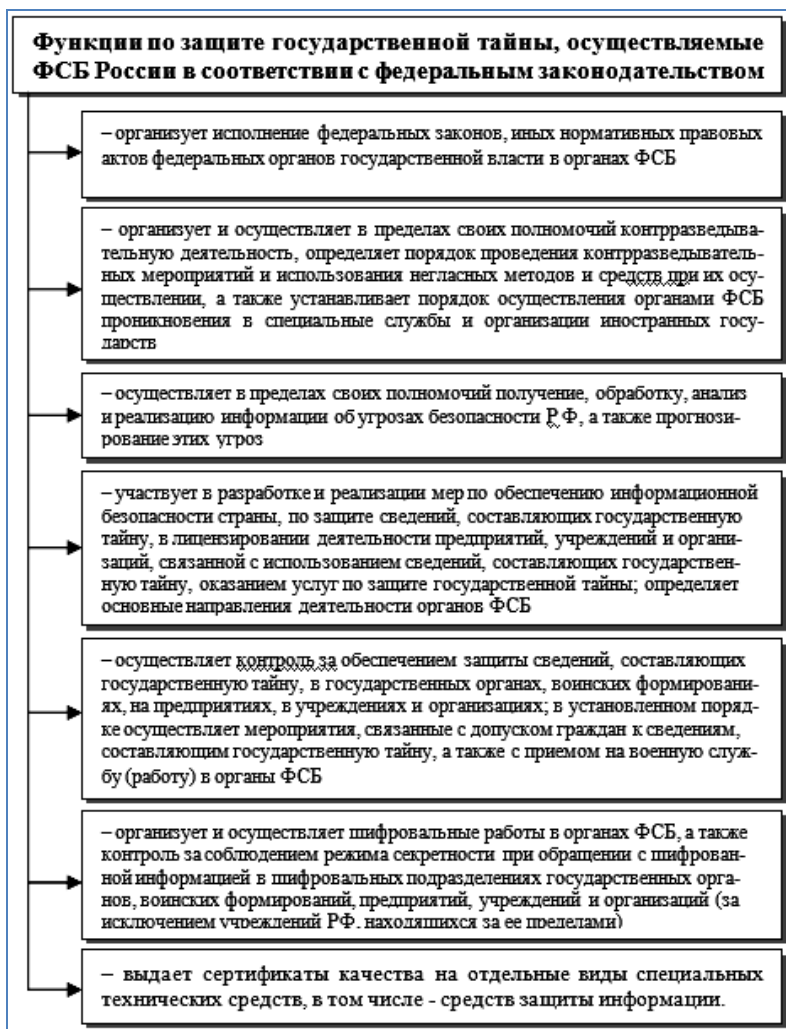 Функции по защите государственной тайны, осуществляемые
ФСБ России в соответствии с федеральным законодательством
– организует исполнение федеральных законов, иных нормативных правовых
актов федеральных органов государственной власти в органах ФСБ
– организует и осуществляет в пределах своих полномочий контрразведыва-
тельную деятельность, определяет порядок проведения контрразведыватель-
ных мероприятий и использования негласных методов и средств при их осу-
ществлении, а также устанавливает порядок осуществления органами ФСБ
проникновения в специальные службы и организации иностранных госу-
дарств
– осуществляет в пределах своих полномочий получение, обработку, анализ
и реализацию информации об угрозах безопасности Р Ф, а также прогнози-
рование этих угроз
– участвует в разработке и реализации мер по обеспечению информационной
безопасности страны, по защите сведений, составляющих государственную
тайну, в лицензировании деятельности предприятий, учреждений и органи-
заций, связанной с использованием сведений, составляющих государствен-
ную тайну, оказанием услуг по защите государственной тайны; определяет
основные направления деятельности органов ФСБ
– осуществляет контроль за обеспечением защиты сведений, составляющих
государственную тайну, в государственных органах, воинских формировани-
ях, на предприятиях, в учреждениях и организациях; в установленном поряд-
ке осуществляет мероприятия, связанные с допуском граждан к сведениям,
составляющим государственную тайну, а также с приемом на военную служ-
бу (работу) в органы ФСБ
– организует и осуществляет шифровальные работы в органах ФСБ, а также
контроль за соблюдением режима секретности при обращении с шифрован-
ной информацией в шифровальных подразделениях государственных орга-
нов, воинских формирований, предприятий, учреждений и организаций (за
исключением учреждений РФ, находящихся за ее пределами)
– выдает сертификаты качества на отдельные виды специальных
технических средств, в том числе - средств защиты информации.